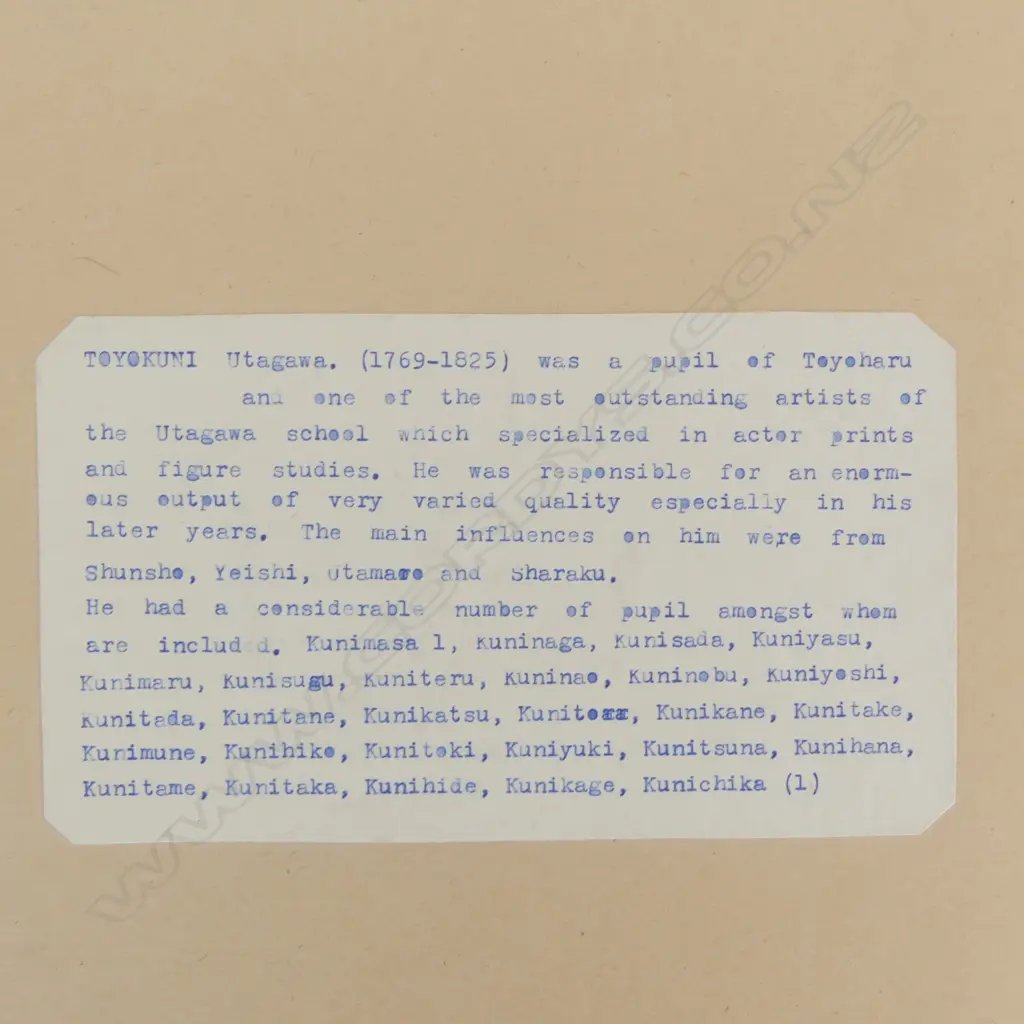 TOYOKUNI Utagawa. (1769-1825) was a pupil of Toyoharu
and one of the most outstanding artists of
the Utagawa school which specialized in actor prints
and figure studies. He was responsible for an enorm-
ous output of very varied quality especially in his
later years. The main influences on him were from
Shunsho, Yeishi, Utamaro and Sharaku.
He had a considerable number of pupil amongst whom
are includ d. Kunimasa 1, Kuninaga, Kunisada, Kuniyasu,
Kunimaru, Kunisugu, Kuniteru, Kuninao, Kuninobu, Kuniyoshi,
Kunitada, Kunitane, Kunikatsu, Kunikane, Kunitake,
Kunimune, Kunihiko, Kunitoki, Kuniyuki, Kunitsuna, Kunihana,
Kunitame, Kunitaka, Kunihide, Kunikage, Kunichika (1)